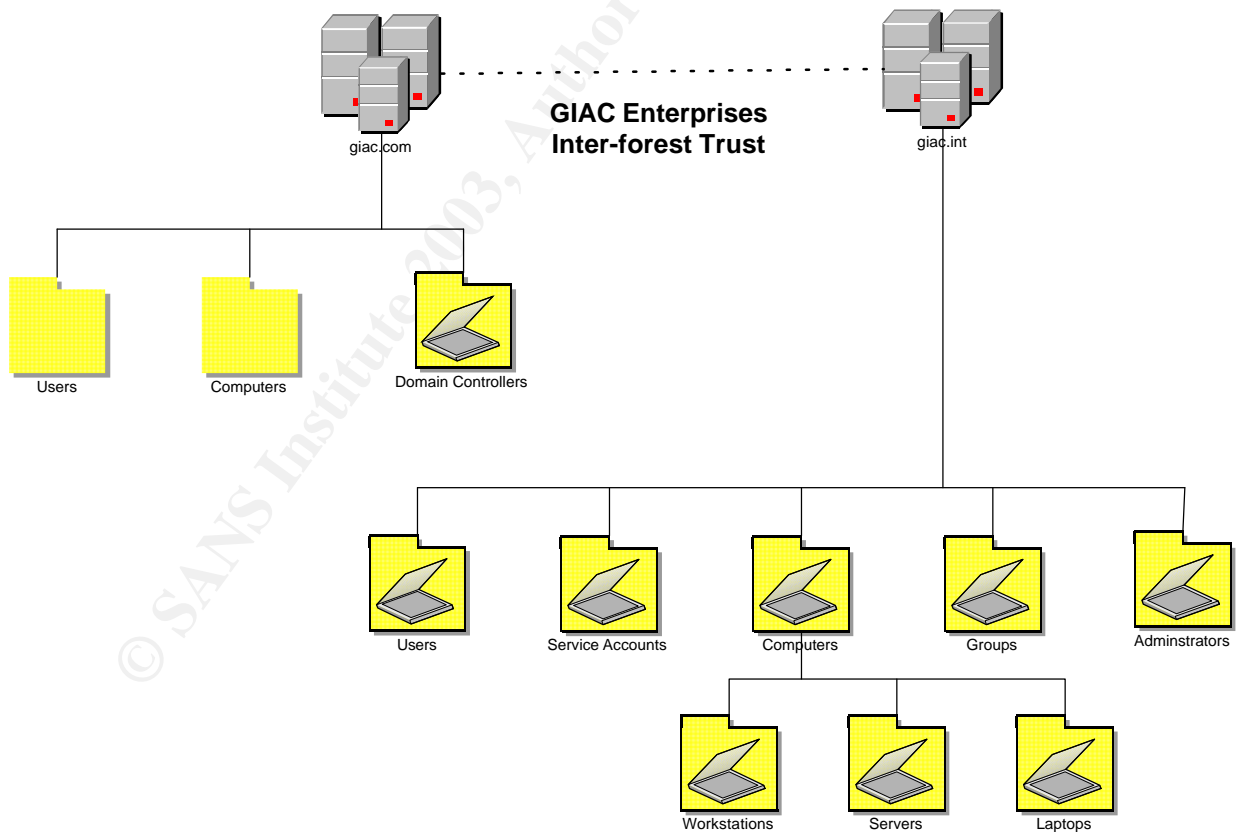 GIAC Enterprises
Inter-forest Trust
giac.com
giac.int
Users
Computers
Domain Controllers
Users
Service Accounts
Computers
Groups
Adminstrators
Workstations
Servers
Laptops
© SANS Institute 2003, Author